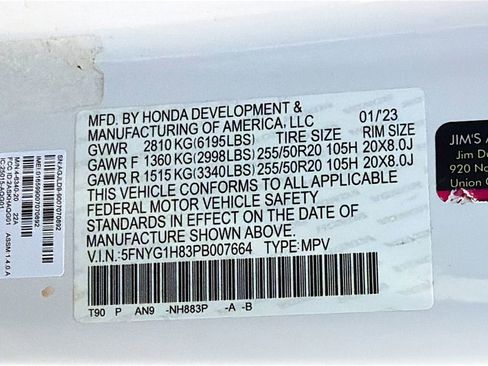 MFD. BY HONDA DEVELOPMENT &
MANUFACTURING OF AMERICA, LLC 01/'23
GVWR 2810 KG(6195LBS) TIRE SIZE RIM SIZE
GAWR F 1360 KG(2998LBS) 255/50R20 105H 20X8.0J
GAWR R 1515 KG(3340LBS) 255/50R20 105H 20X8.0J
THIS VEHICLE CONFORMS TO ALL APPLICABLE
FEDERAL MOTOR VEHICLE SAFETY
STANDARDS IN EFFECT ON THE DATE OF
MANUFACTURE SHOWN ABOVE.
V.I.N.:5FNYG1H83PB007664 TYPE:MPV
T90 P AN9 -NH883P -A -B
JIM'S A
Jim Du
920 No
Union C